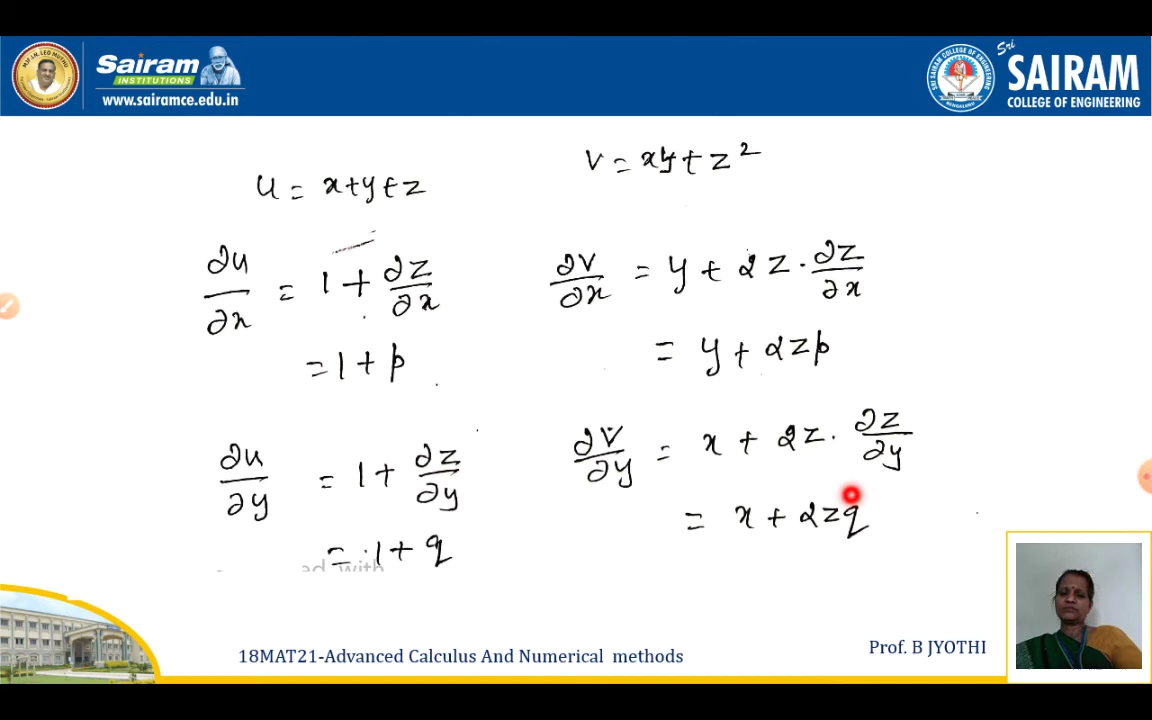 Sairam
INSTITUTIONS
www.sairamce.edu.in
Sri
SAIRAM
COLLEGE OF ENGINEERING
u = x+y+z
v = xy+z²
∂u/∂x = 1 + ∂z/∂x
= 1 + p
∂v/∂x = y + 2z · ∂z/∂x
= y + 2zp
∂u/∂y = 1 + ∂z/∂y
= 1 + q
∂v/∂y = x + 2z · ∂z/∂y
= x + 2zq
18MAT21-Advanced Calculus And Numerical methods
Prof. B JYOTHI